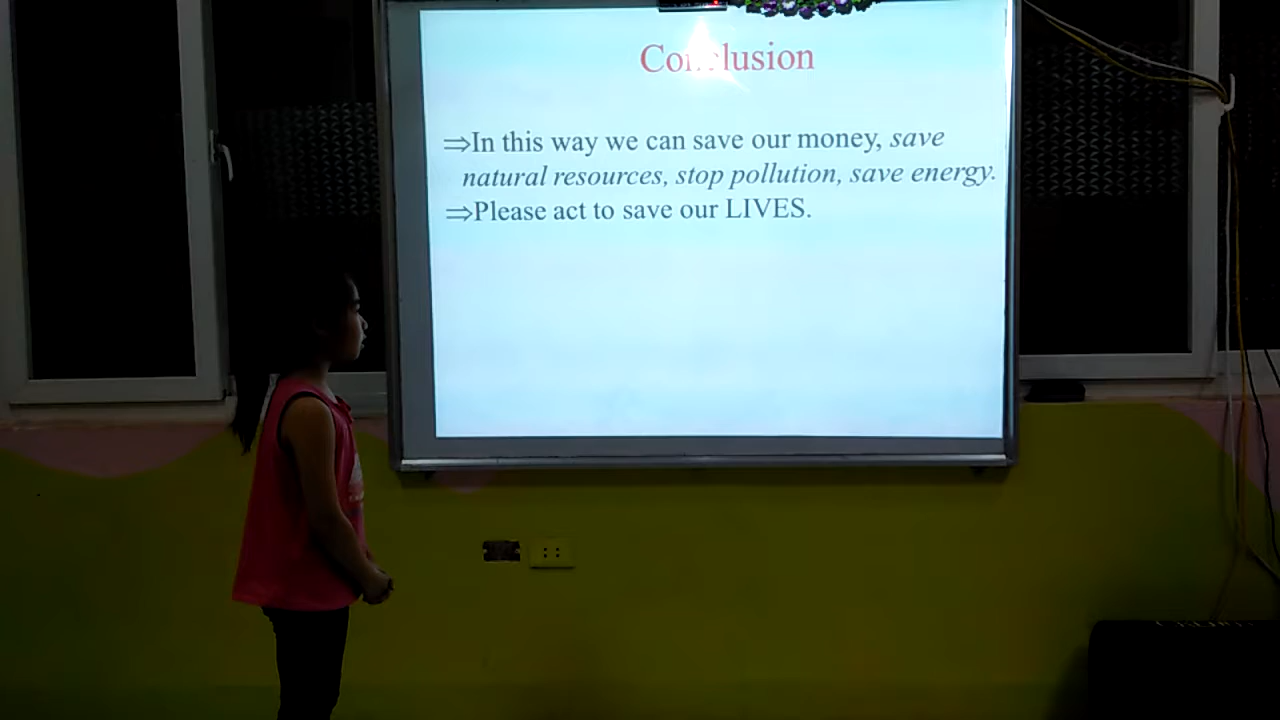 Conclusion
⇒In this way we can save our money, save
natural resources, stop pollution, save energy.
⇒Please act to save our LIVES.